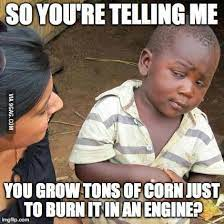 SO YOU'RE TELLING ME
VIA 9GAG.COM
YOU GROW TONS OF CORN JUST
TO BURN IT IN AN ENGINE?
imgflip.com